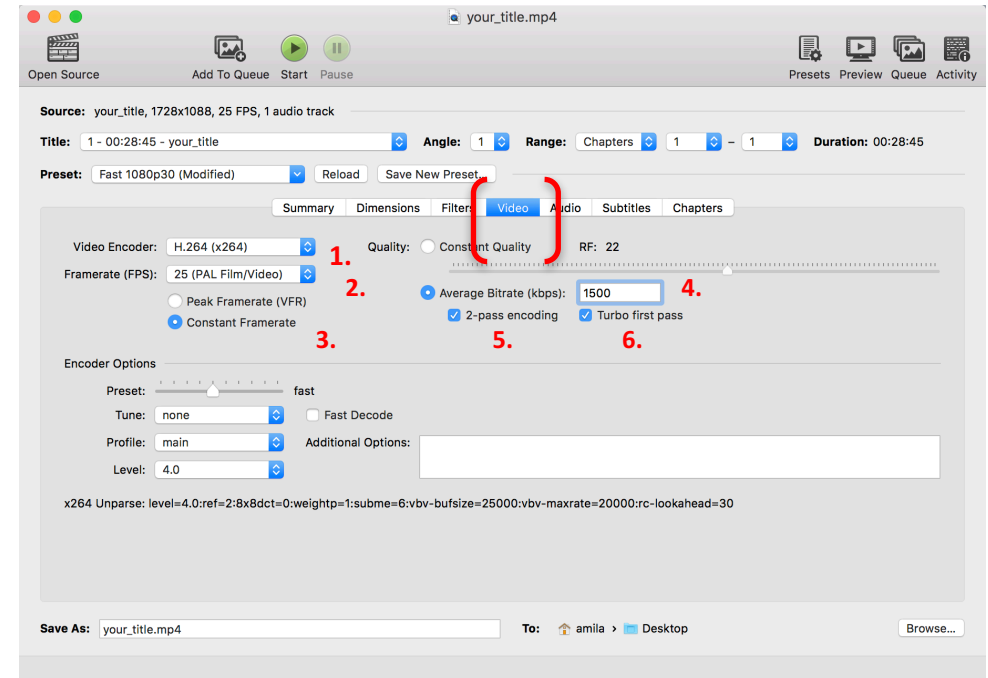 your_title.mp4
Open Source Add To Queue Start Pause Presets Preview Queue Activity
Source: your_title, 1728x1088, 25 FPS, 1 audio track
Title: 1 - 00:28:45 - your_title Angle: 1 Range: Chapters 1 – 1 Duration: 00:28:45
Preset: Fast 1080p30 (Modified) Reload Save New Preset...
Summary Dimensions Filters Video Audio Subtitles Chapters
Video Encoder: H.264 (x264) 1. Quality: Constant Quality RF: 22
Framerate (FPS): 25 (PAL Film/Video) 2. Average Bitrate (kbps): 1500 4.
Peak Framerate (VFR) 2-pass encoding Turbo first pass
Constant Framerate 3. 5. 6.
Encoder Options
Preset: fast
Tune: none Fast Decode
Profile: main Additional Options:
Level: 4.0
x264 Unparse: level=4.0:ref=2:8x8dct=0:weightp=1:subme=6:vbv-bufsize=25000:vbv-maxrate=20000:rc-lookahead=30
Save As: your_title.mp4 To: amila › Desktop Browse...